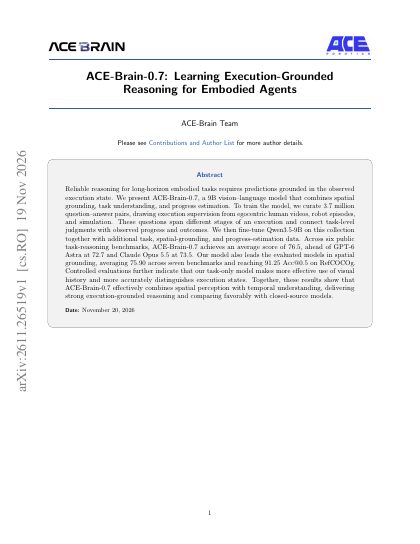 ACE BRAIN
ACE
ROBOTICS
ACE-Brain-0.7: Learning Execution-Grounded
Reasoning for Embodied Agents
ACE-Brain Team
Please see Contributions and Author List for more author details.
Abstract
Reliable reasoning for long-horizon embodied tasks requires predictions grounded in the observed
execution state. We present ACE-Brain-0.7, a 9B vision-language model that combines spatial
grounding, task understanding, and progress estimation. To train the model, we curate 3.7 million
question-answer pairs, drawing execution supervision from egocentric human videos, robot episodes,
and simulation. These questions span different stages of an execution and connect task-level
judgments with observed progress and outcomes. We then fine-tune Qwen3.5-9B on this collection
together with additional task, spatial-grounding, and progress-estimation data. Across six public
task-reasoning benchmarks, ACE-Brain-0.7 achieves an average score of 76.5, ahead of GPT-6
Astra at 72.7 and Claude Opus 5.5 at 73.5. Our model also leads the evaluated models in spatial
grounding, averaging 75.90 across seven benchmarks and reaching 91.25 Acc@0.5 on RefCOCOg.
Controlled evaluations further indicate that our task-only model makes more effective use of visual
history and more accurately distinguishes execution states. Together, these results show that
ACE-Brain-0.7 effectively combines spatial perception with temporal understanding, delivering
strong execution-grounded reasoning and comparing favorably with closed-source models.
Date: November 20, 2026
arXiv:2611.26519v1 [cs.RO] 19 Nov 2026
1